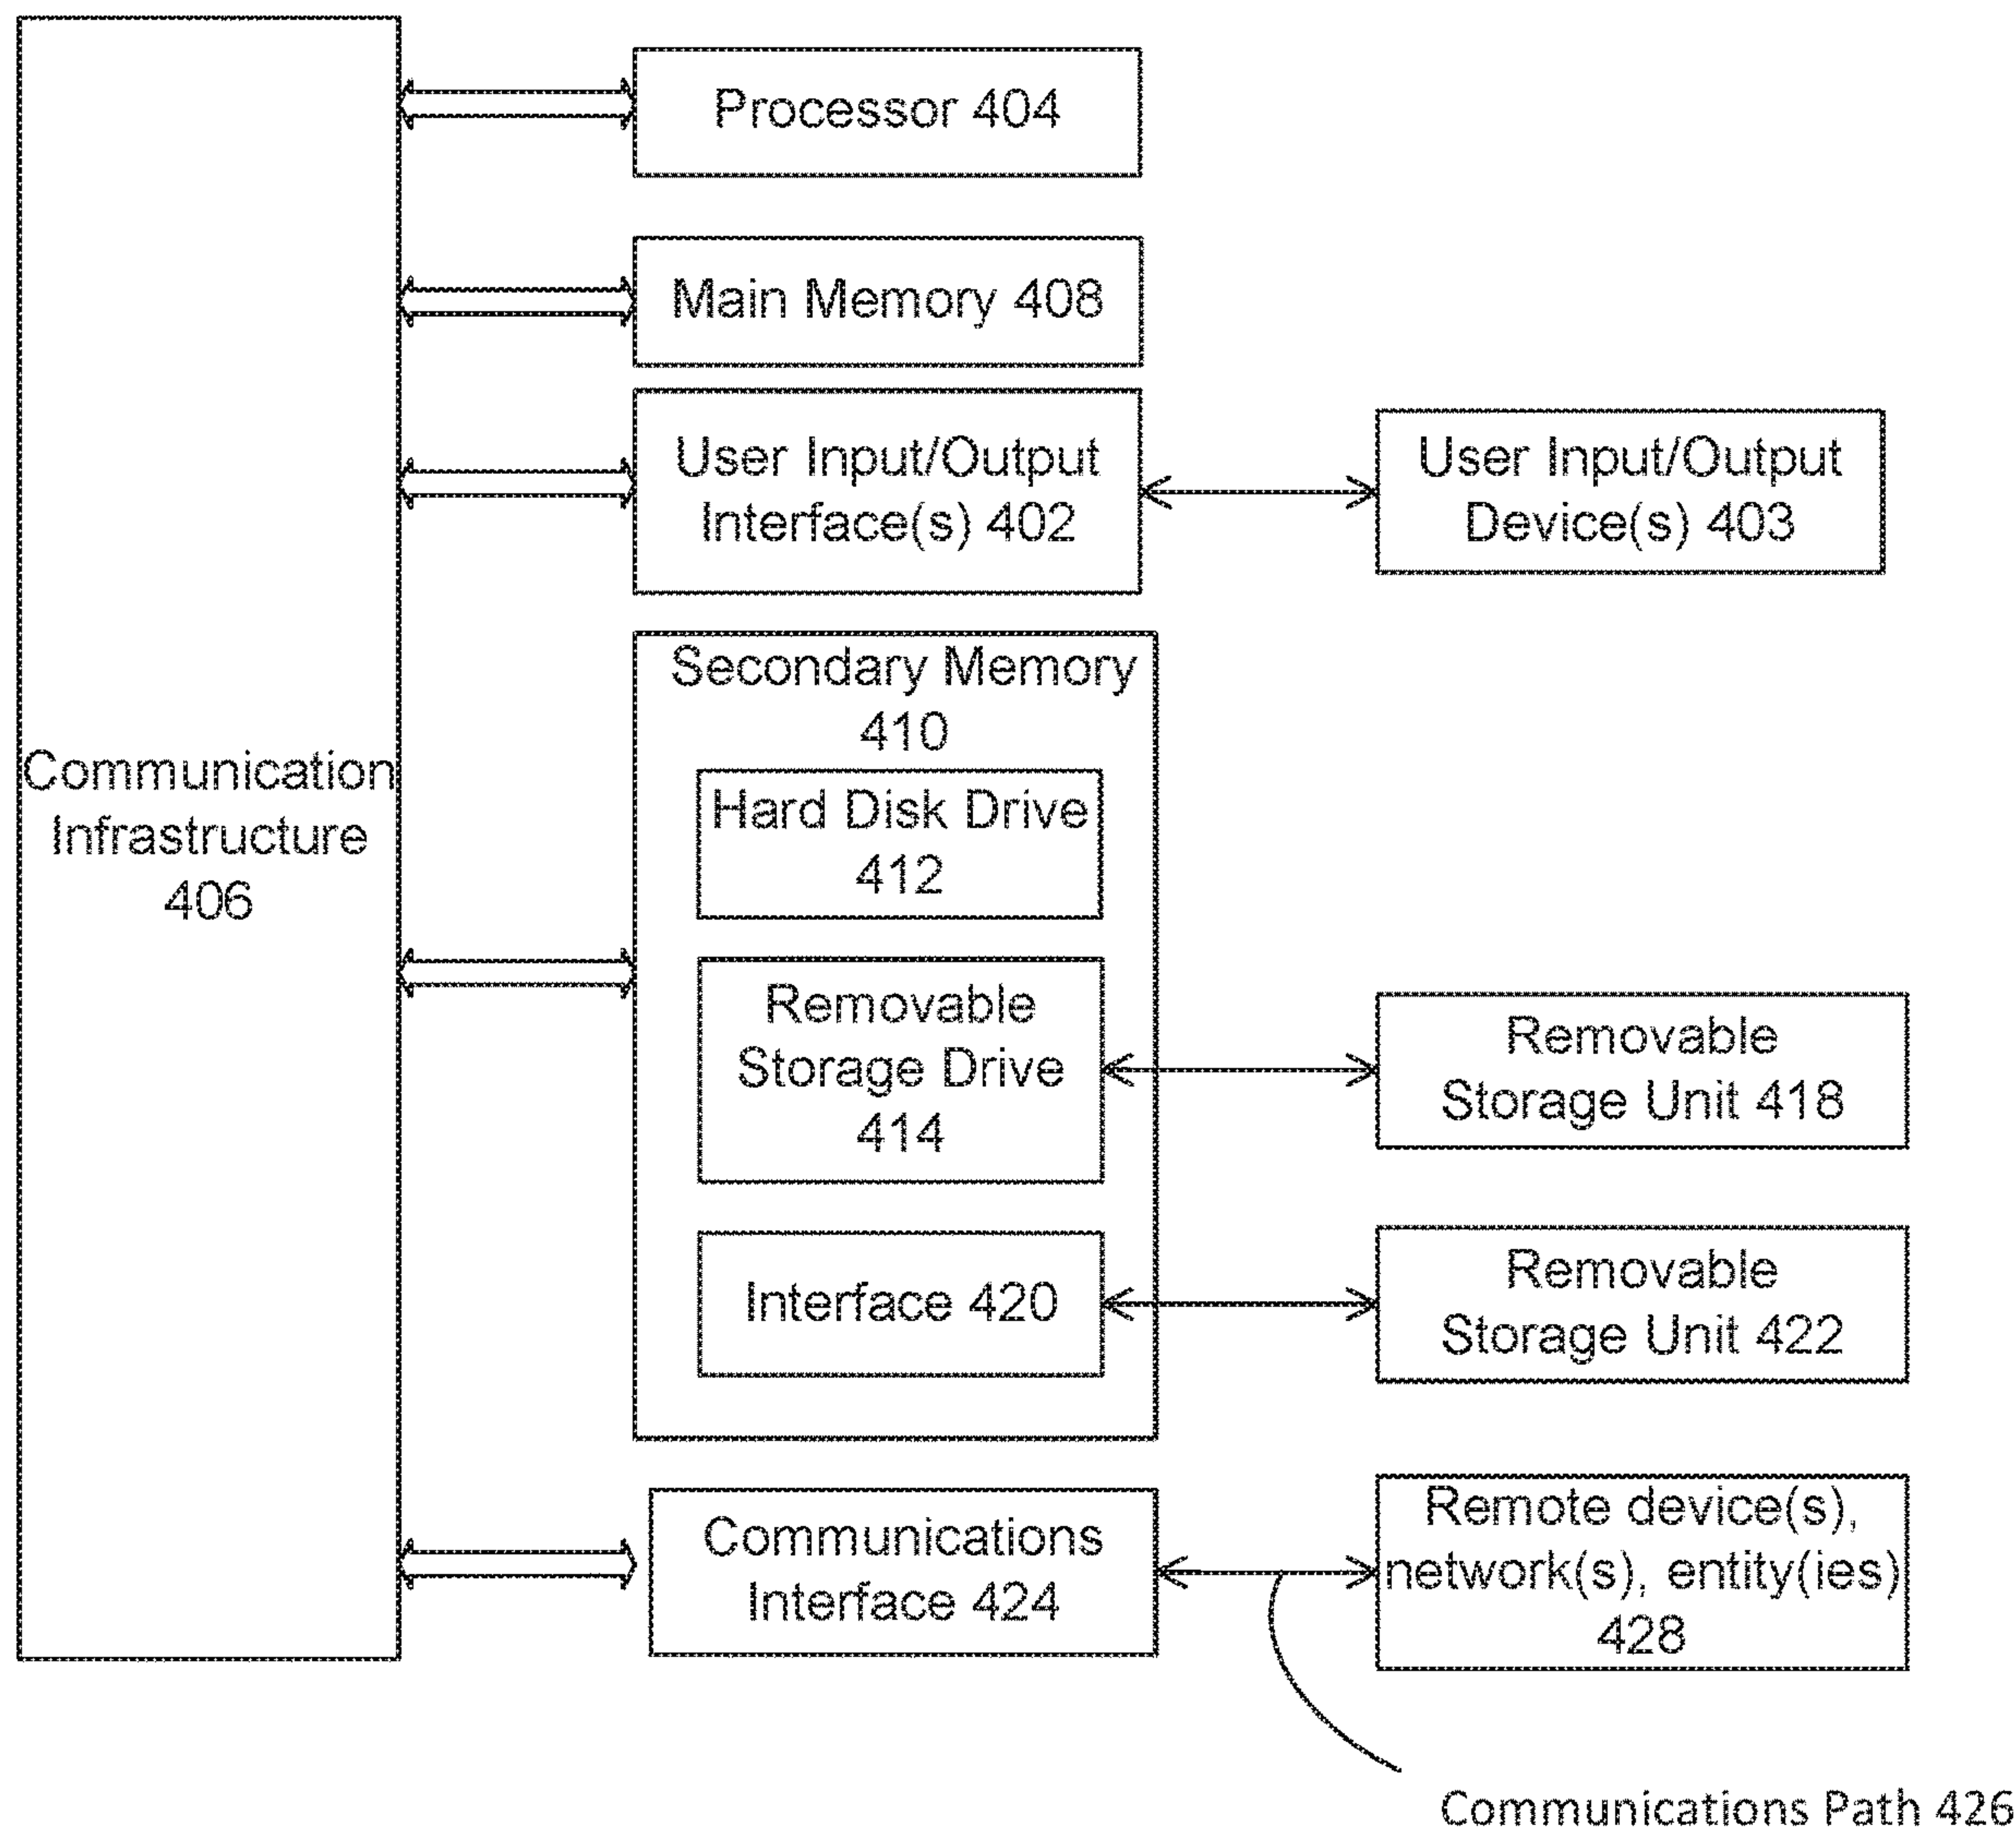 Processor 404
Main Memory 408
User Input/Output
Interface(s) 402
User Input/Output
Device(s) 403
Secondary Memory
410
Communication
Infrastructure
406
Hard Disk Drive
412
Removable
Storage Drive
414
Removable
Storage Unit 418
Interface 420
Removable
Storage Unit 422
Communications
Interface 424
Remote device(s),
network(s), entity(ies)
428
Communications Path 426